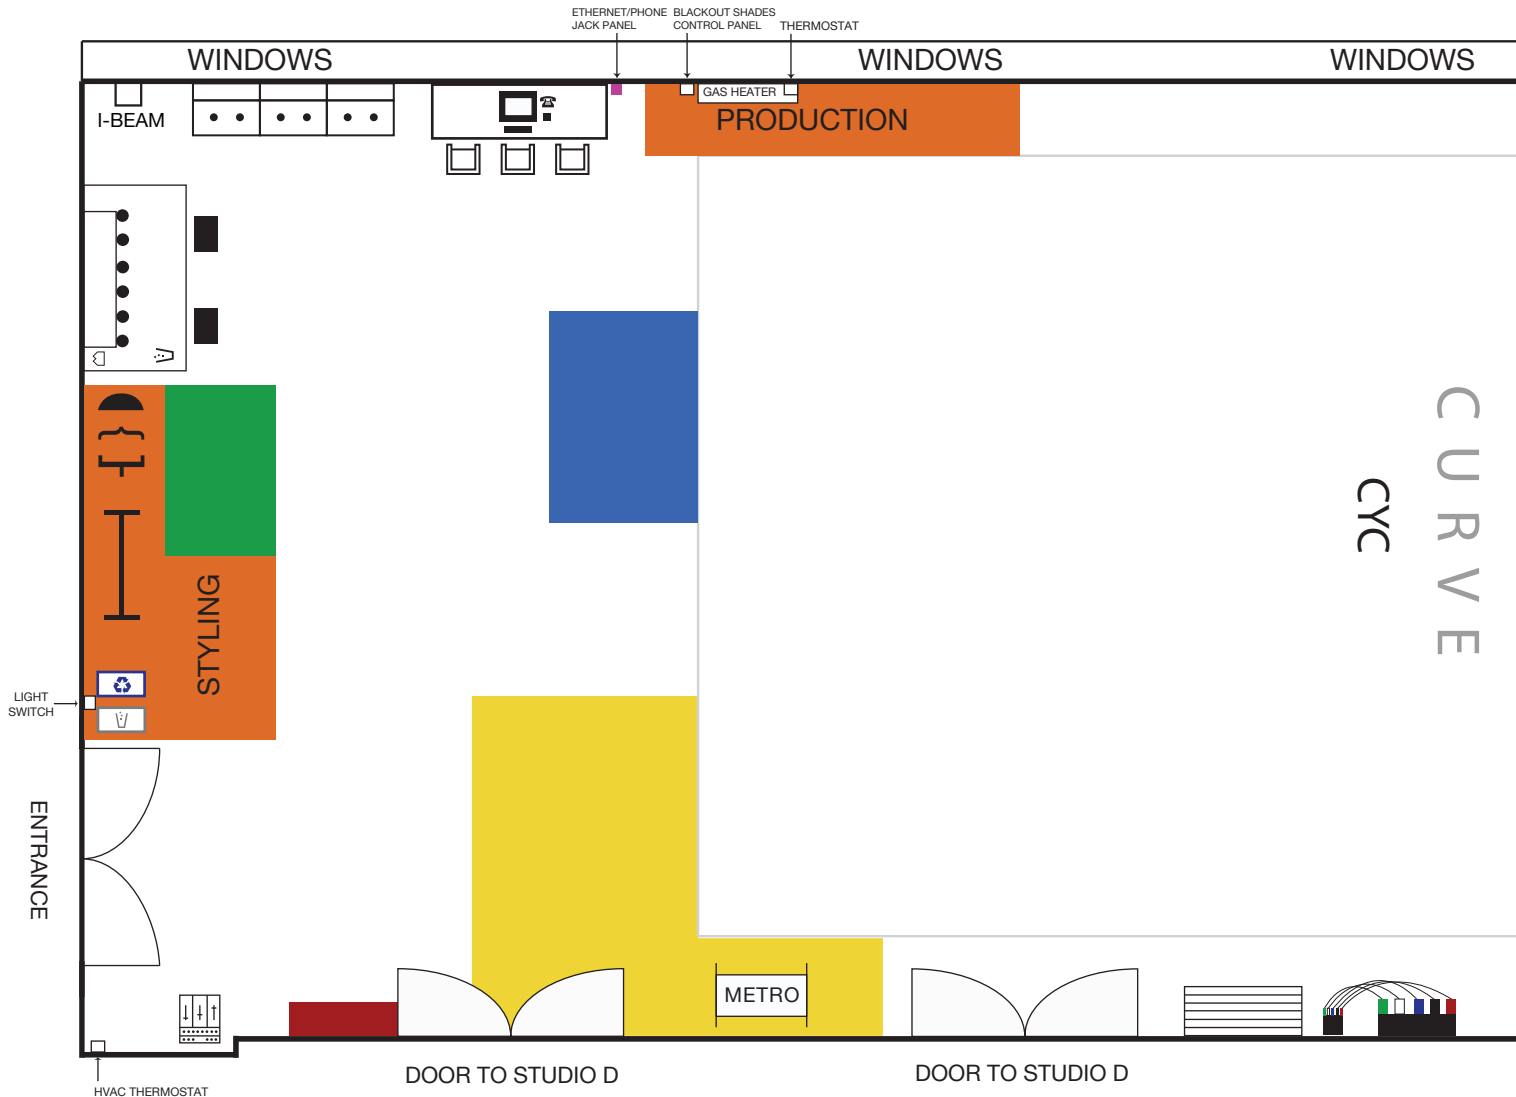 ETHERNET/PHONE
JACK PANEL
BLACKOUT SHADES
CONTROL PANEL
THERMOSTAT
WINDOWS
WINDOWS
WINDOWS
I-BEAM
GAS HEATER
PRODUCTION
STYLING
CYC
CURVE
LIGHT
SWITCH
ENTRANCE
METRO
HVAC THERMOSTAT
DOOR TO STUDIO D
DOOR TO STUDIO D